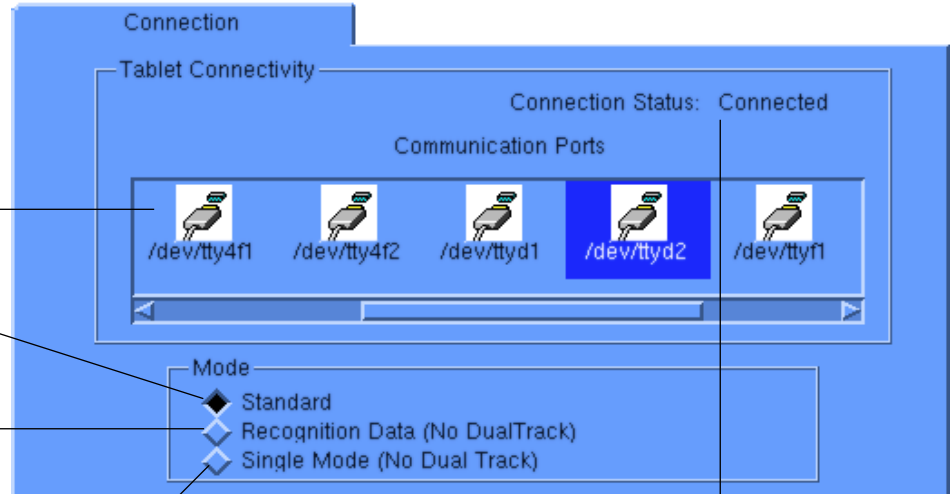 Connection
Tablet Connectivity
Connection Status: Connected
Communication Ports
/dev/tty4f1 /dev/tty4f2 /dev/ttyd1 /dev/ttyd2 /dev/ttyf1
Mode
Standard
Recognition Data (No DualTrack)
Single Mode (No Dual Track)